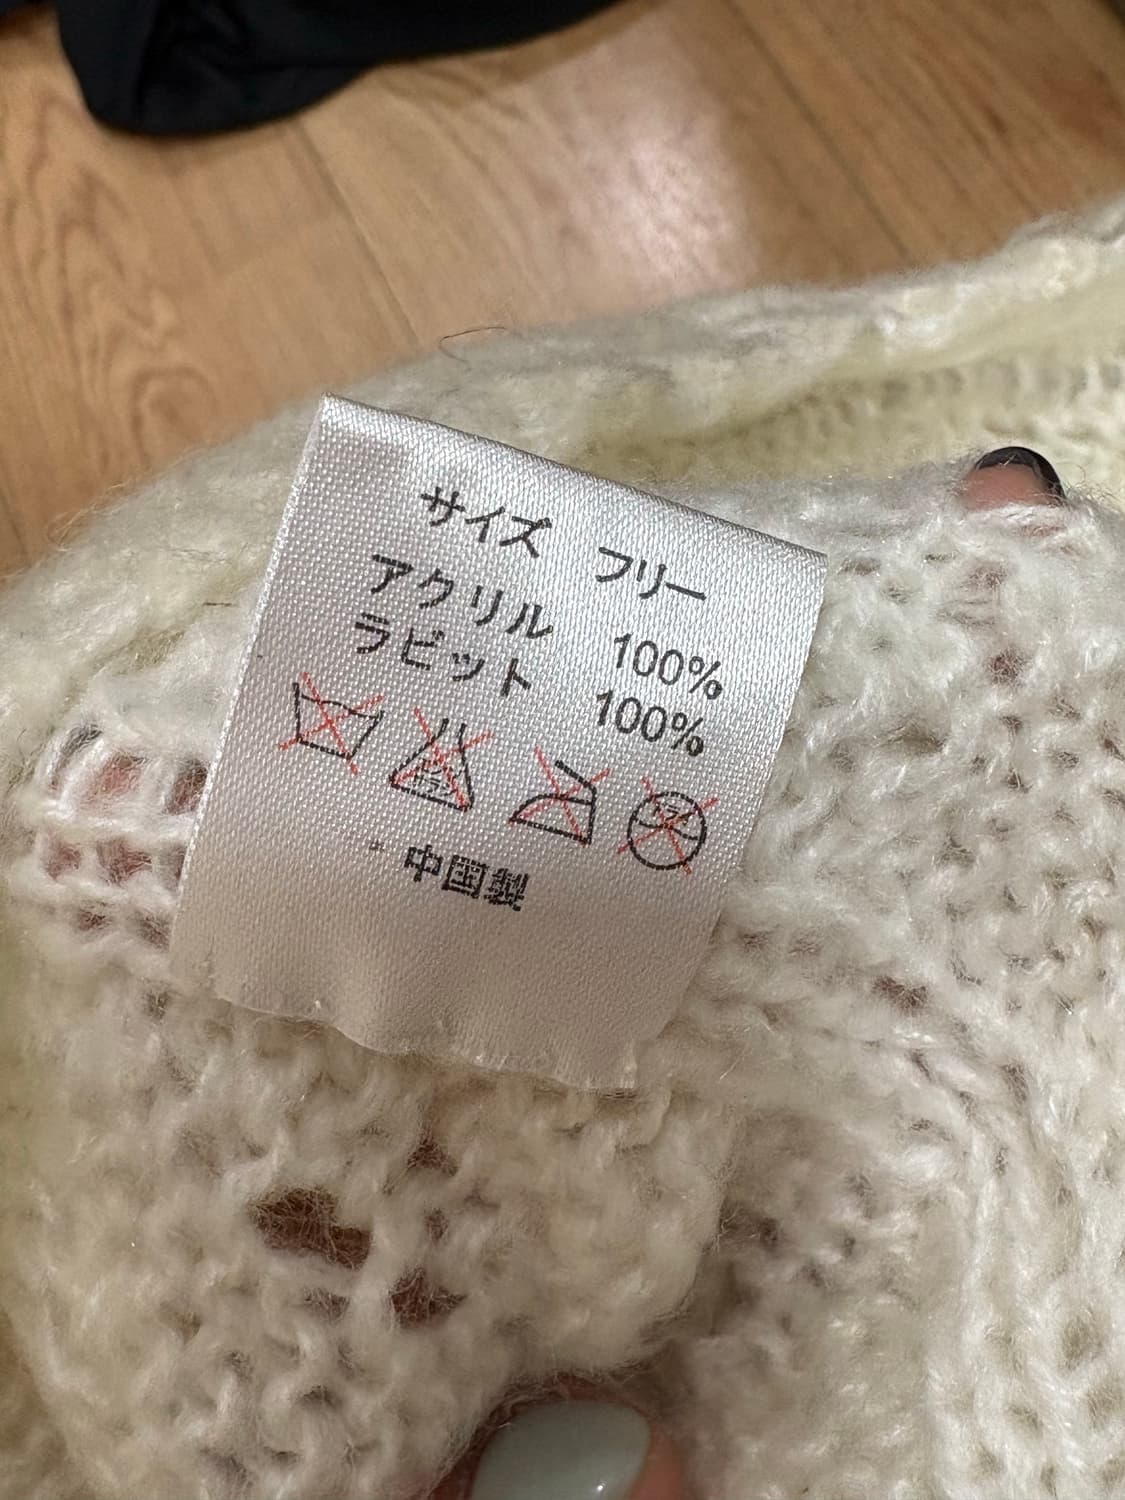 サイズ フリー
アクリル 100%
ラビット 100%
中国製